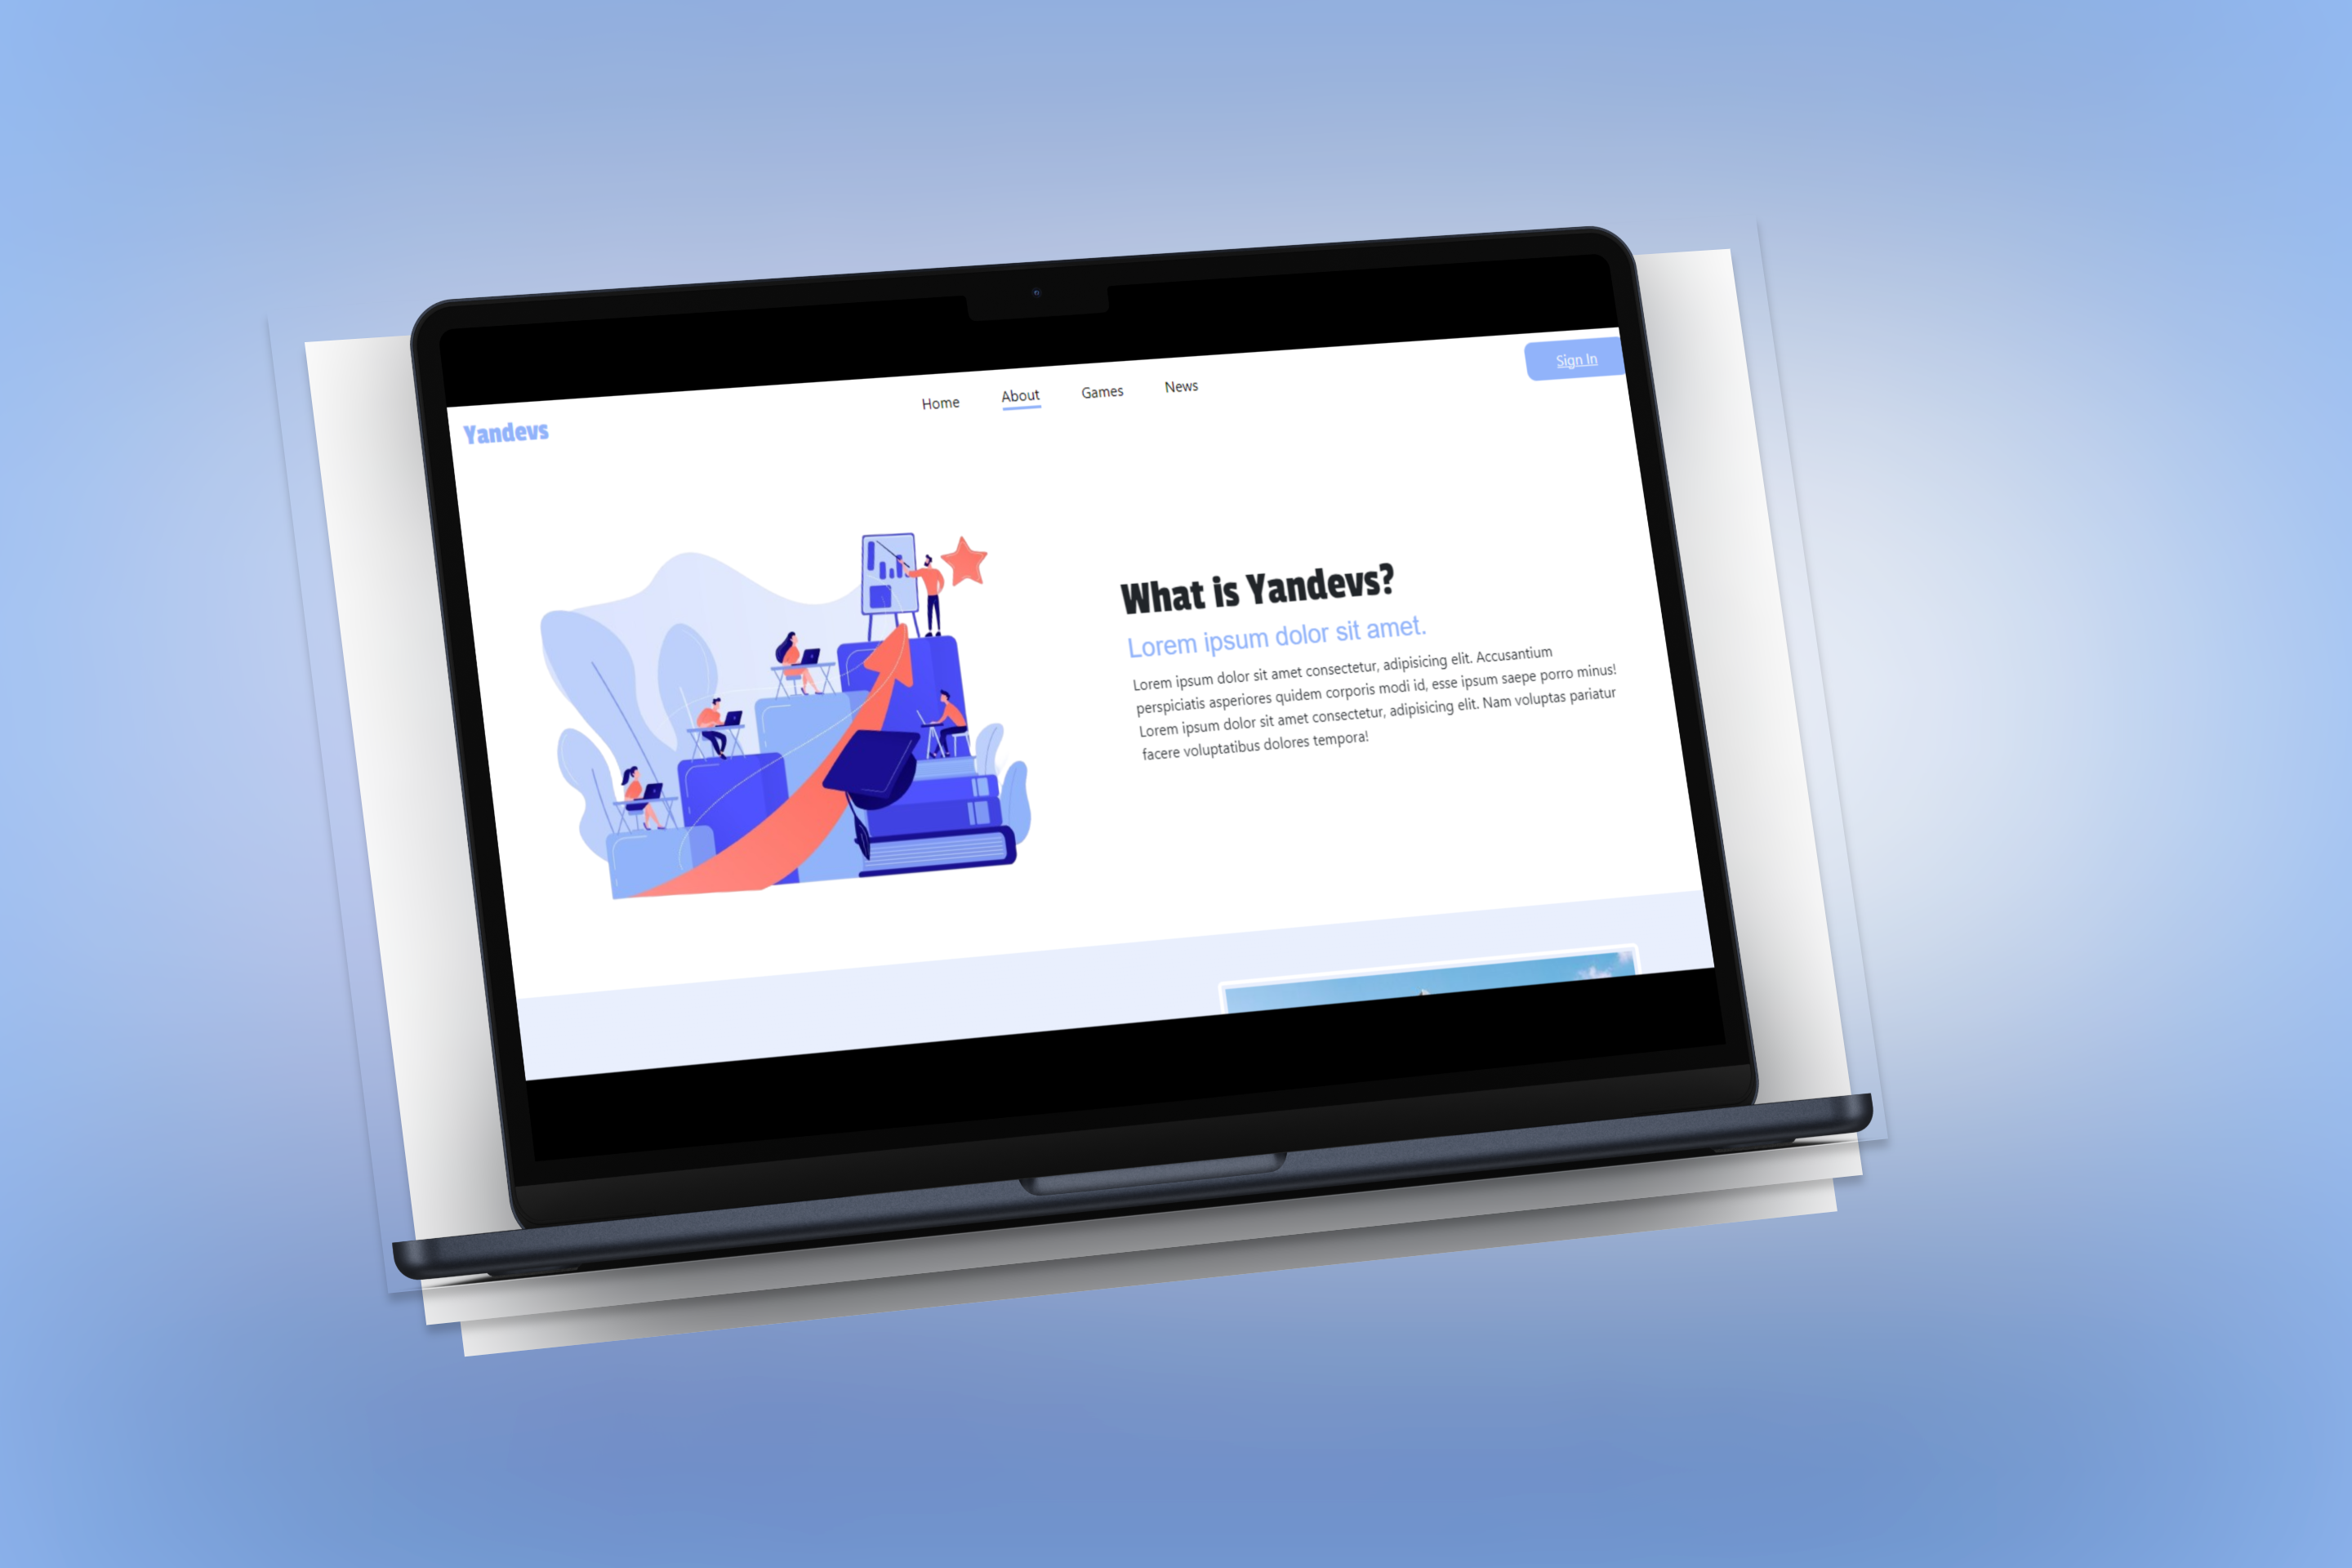 Yandevs
Home
About
Games
News
Sign In
What is Yandevs?
Lorem ipsum dolor sit amet.
Lorem ipsum dolor sit amet consectetur, adipisicing elit. Accusantium
perspiciatis asperiores quidem corporis modi id, esse ipsum saepe porro minus!
Lorem ipsum dolor sit amet consectetur, adipisicing elit. Nam voluptas pariatur
facere voluptatibus dolores tempora!